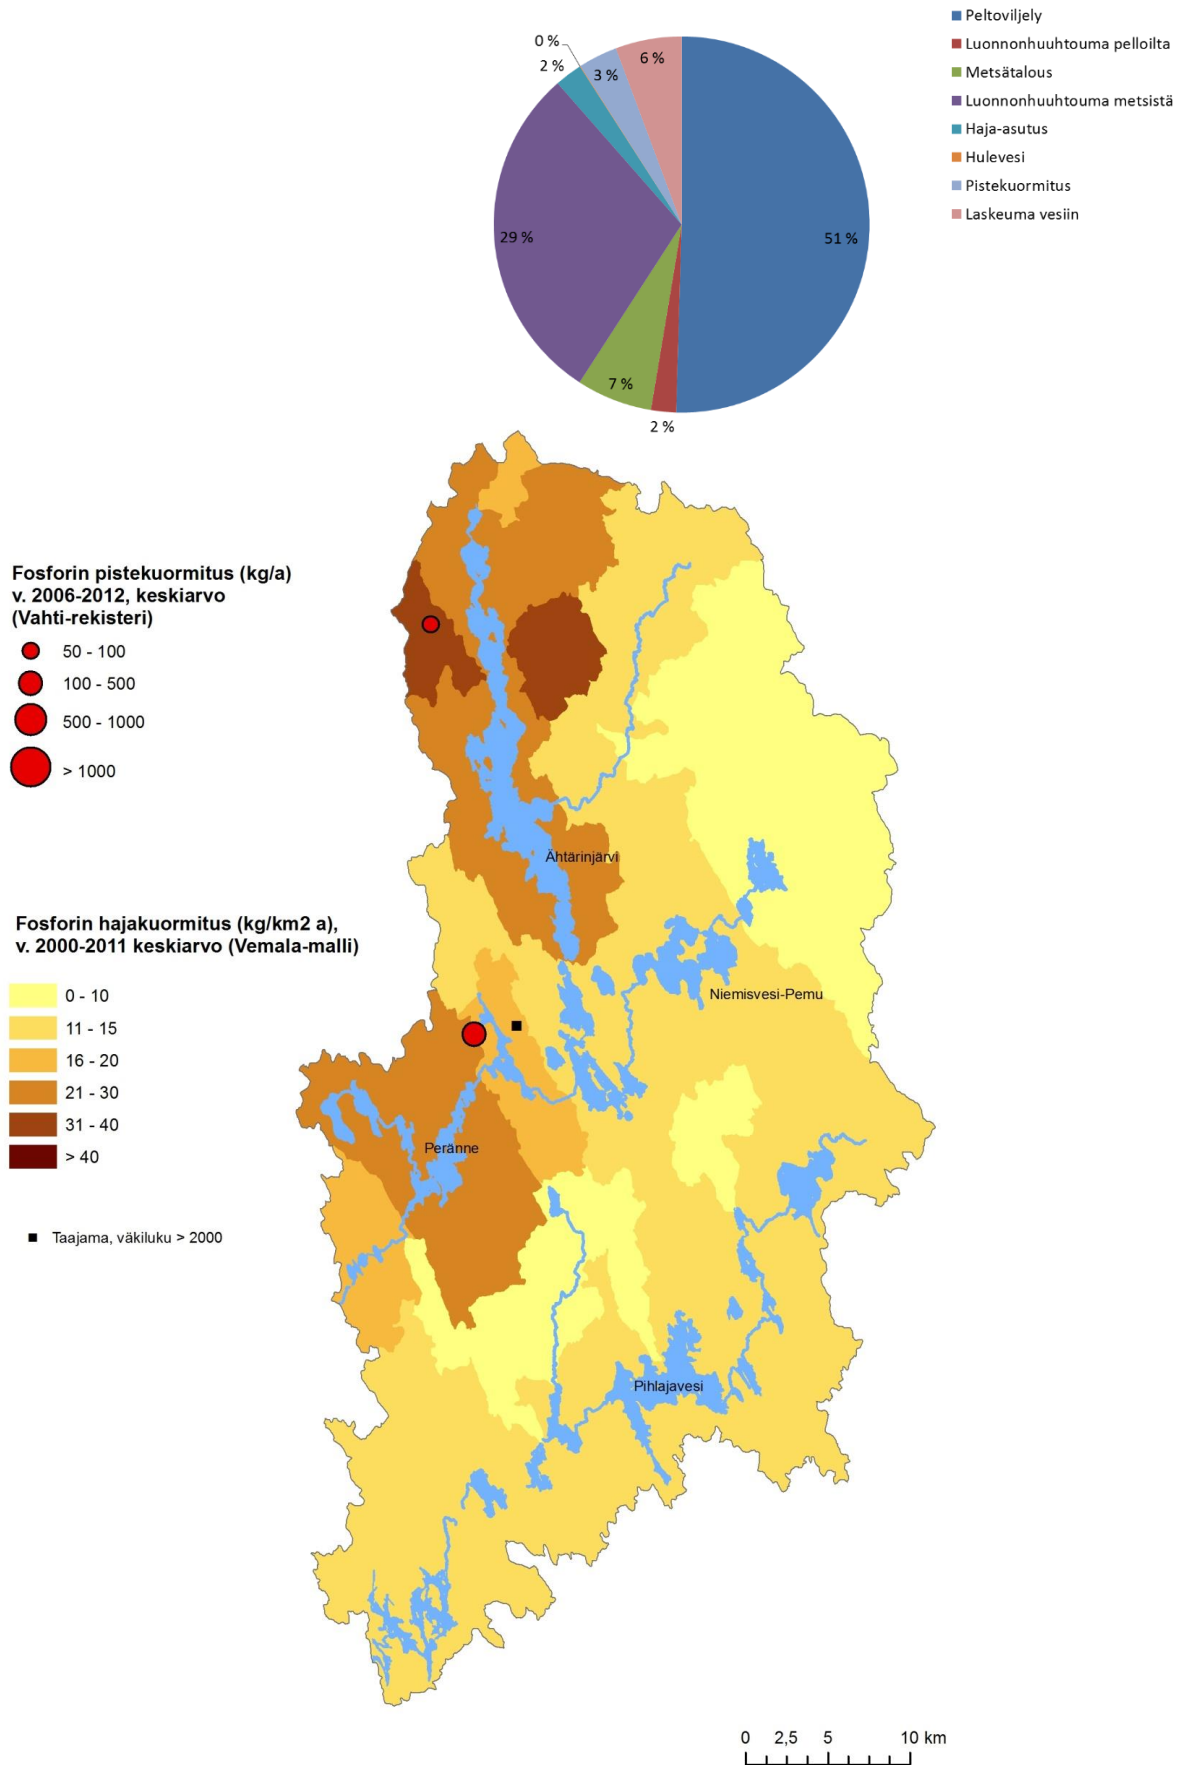 Peltoviljely
Luonnonhuuhtouma pelloilta
Metsätalous
Luonnonhuuhtouma metsistä
Haja-asutus
Hulevesi
Pistekuormitus
Laskeuma vesiin
0 %
2 %
3 %
6 %
29 %
51 %
7 %
2 %
Fosforin pistekuormitus (kg/a)
v. 2006-2012, keskiarvo
(Vahti-rekisteri)
50 - 100
100 - 500
500 - 1000
> 1000
Fosforin hajakuormitus (kg/km2 a),
v. 2000-2011 keskiarvo (Vemala-malli)
0 - 10
11 - 15
16 - 20
21 - 30
31 - 40
> 40
Taajama, väkiluku > 2000
Ähtärinjärvi
Niemisvesi-Pemu
Peränne
Pihlajavesi
0 2,5 5 10 km